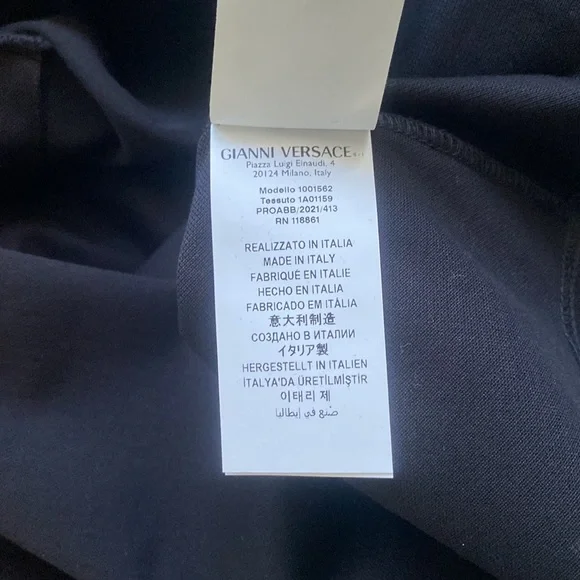 GIANNI VERSACE s.r.l.
Piazza Luigi Einaudi, 4
20124 Milano, Italy
Modello 1001562
Tessuto 1A01159
PROABB/2021/413
RN 118861
REALIZZATO IN ITALIA
MADE IN ITALY
FABRIQUÉ EN ITALIE
HECHO EN ITALIA
FABRICADO EM ITÀLIA
意大利制造
СОЗДАНО В ИТАЛИИ
イタリア製
HERGESTELLT IN ITALIEN
İTALYA'DA ÜRETİLMİŞTİR
이태리 제
صنع في إيطاليا